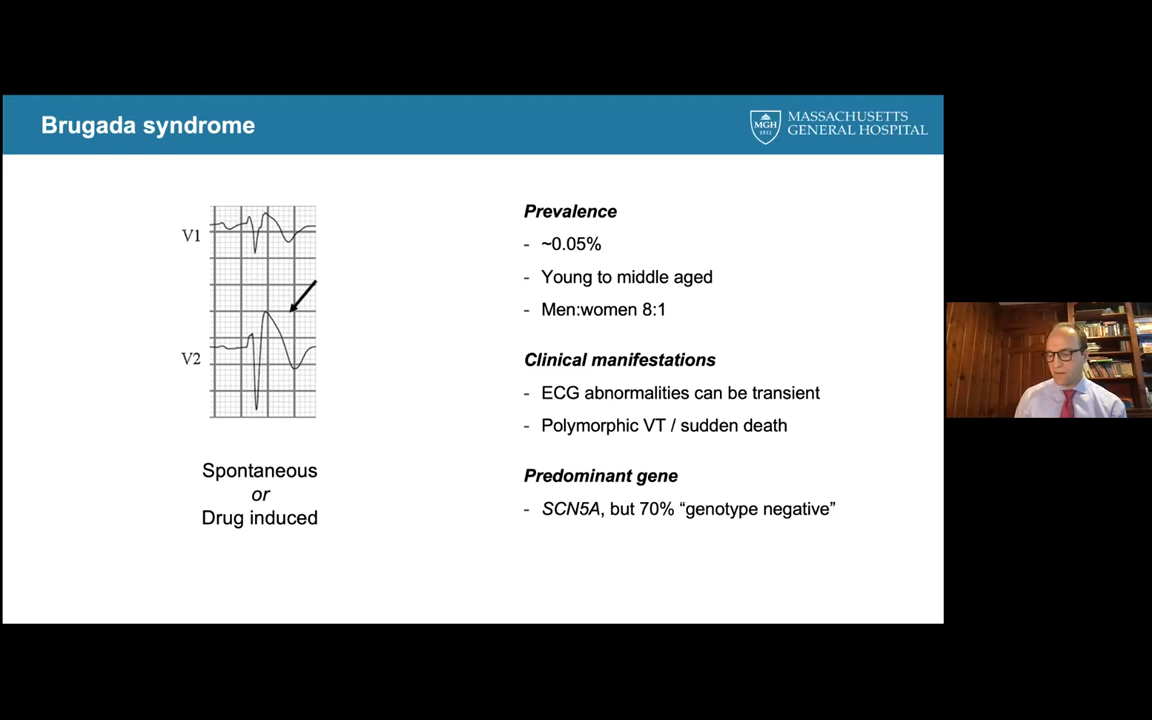 Brugada syndrome
MGH
1811
MASSACHUSETTS
GENERAL HOSPITAL
V1
V2
Spontaneous
or
Drug induced
Prevalence
- ~0.05%
- Young to middle aged
- Men:women 8:1
Clinical manifestations
- ECG abnormalities can be transient
- Polymorphic VT / sudden death
Predominant gene
- SCN5A, but 70% “genotype negative”